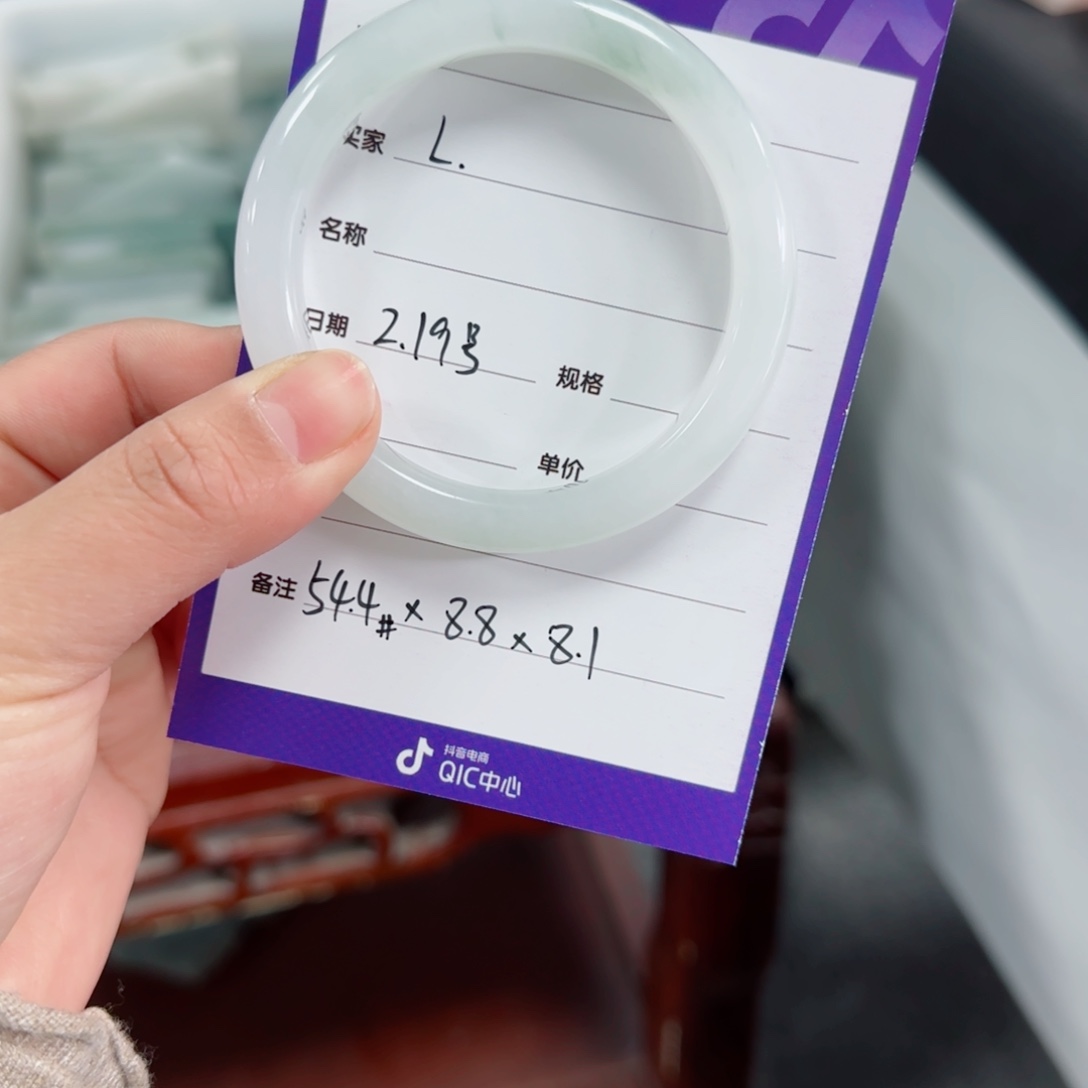 买家 L.
名称
日期 2.19号 规格
单价
备注 54.4# × 8.8 × 8.1
抖音电商
QIC中心